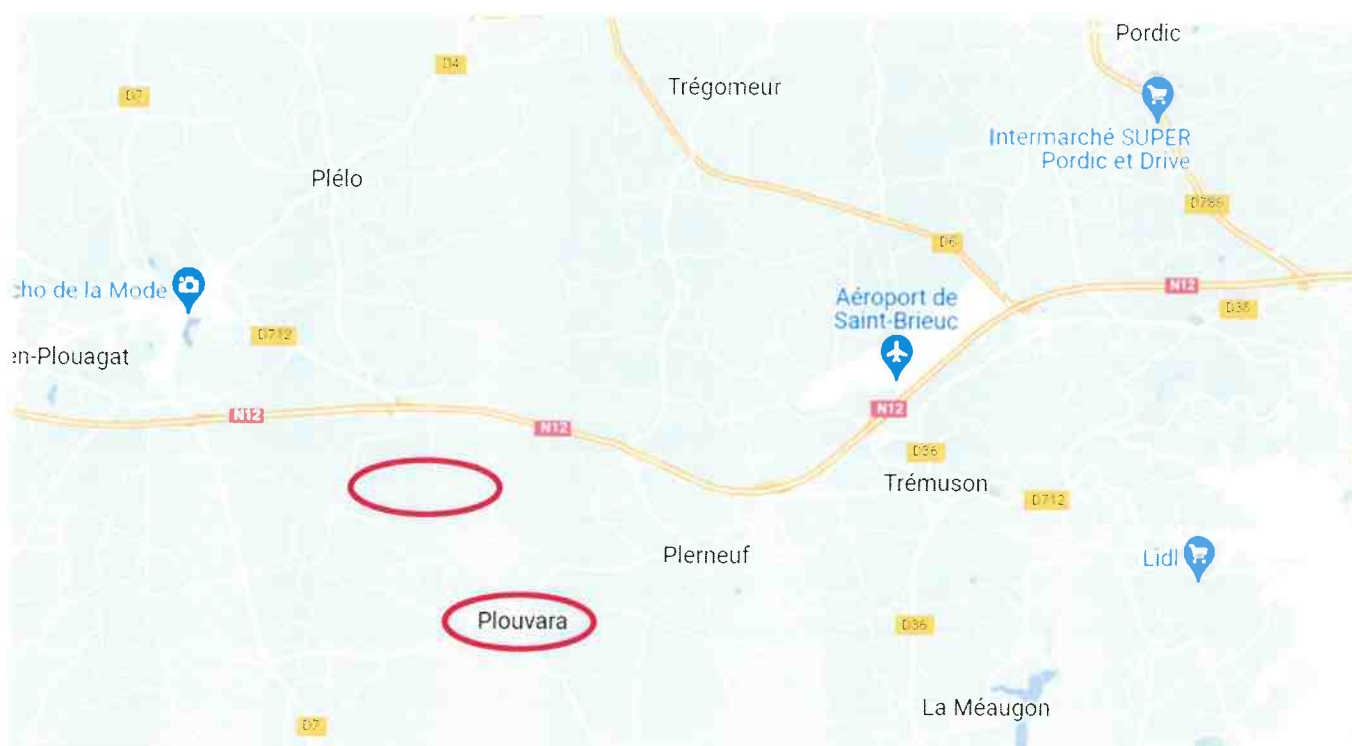 Pordic
D4
Trégomeur
D7
Intermarché SUPER
Pordic et Drive
Plélo
D786
D6
cho de la Mode
N12
Aéroport de
Saint-Brieuc
D36
D712
en-Plouagat
N12
N12
N12
D36
Trémuson
D712
Plerneuf
Lidl
Plouvara
D36
La Méaugon
D7